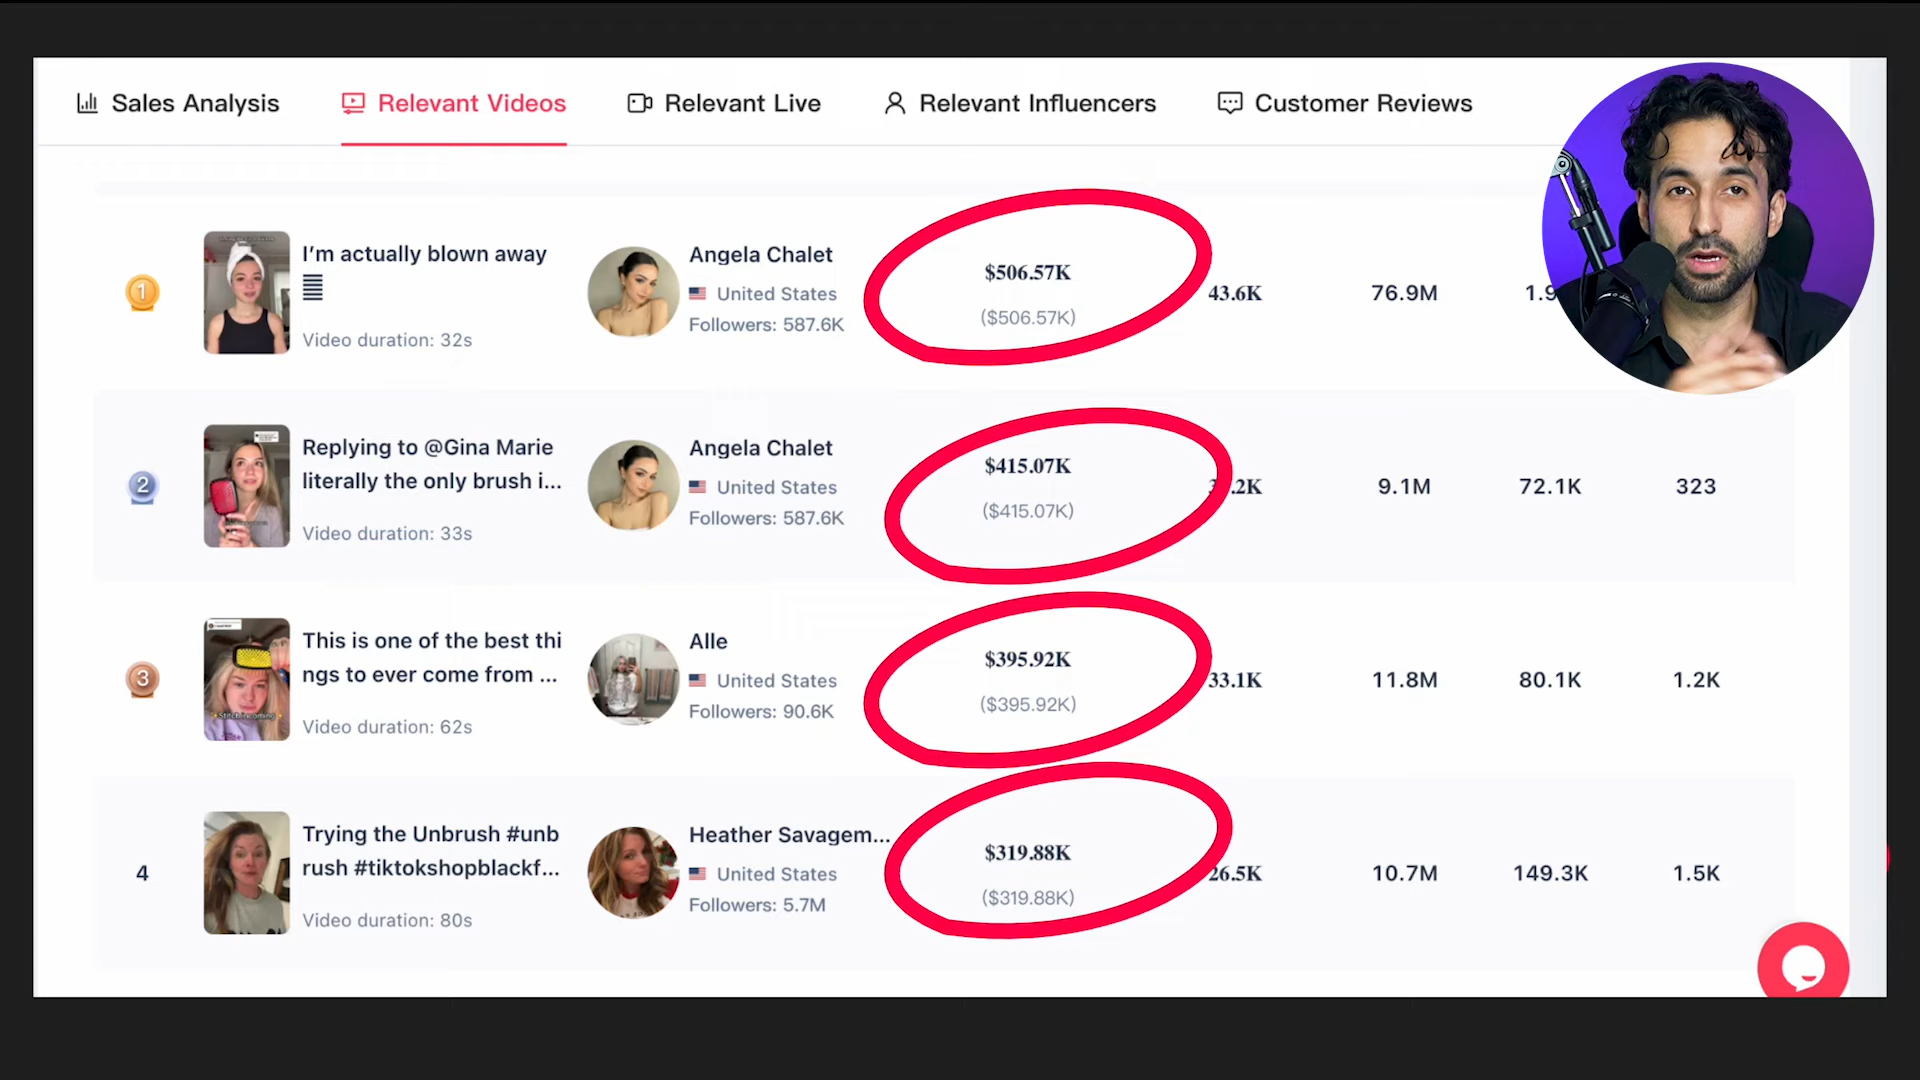 Sales Analysis
Relevant Videos
Relevant Live
Relevant Influencers
Customer Reviews
1
I'm actually blown away
Video duration: 32s
Angela Chalet
United States
Followers: 587.6K
$506.57K
($506.57K)
43.6K
76.9M
2
Replying to @Gina Marie
literally the only brush i...
Video duration: 33s
Angela Chalet
United States
Followers: 587.6K
$415.07K
($415.07K)
9.1M
72.1K
323
3
This is one of the best thi
ngs to ever come from ...
Video duration: 62s
Alle
United States
Followers: 90.6K
$395.92K
($395.92K)
33.1K
11.8M
80.1K
1.2K
4
Trying the Unbrush #unb
rush #tiktokshopblackf...
Video duration: 80s
Heather Savagem...
United States
Followers: 5.7M
$319.88K
($319.88K)
26.5K
10.7M
149.3K
1.5K